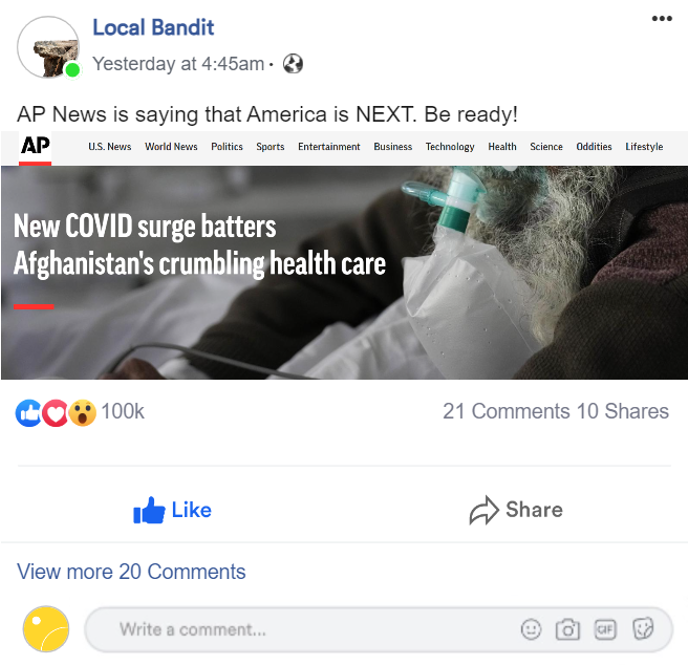 Local Bandit
Yesterday at 4:45am ·
AP News is saying that America is NEXT. Be ready!
AP U.S. News World News Politics Sports Entertainment Business Technology Health Science Oddities Lifestyle
New COVID surge batters
Afghanistan's crumbling health care
100k 21 Comments 10 Shares
Like Share
View more 20 Comments
Write a comment... GIF